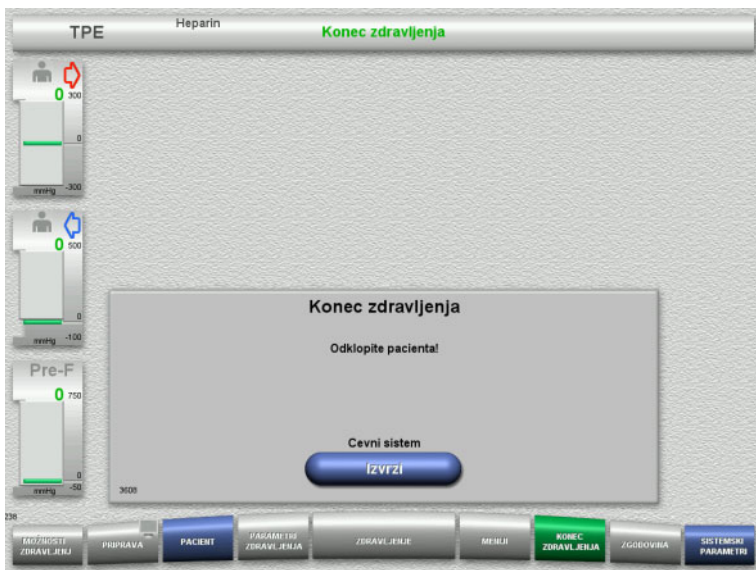 TPE
Heparin
Konec zdravljenja
0
300
0
-300
mmHg
0
500
0
-100
mmHg
Pre-F
0
750
0
-50
mmHg
Konec zdravljenja
Odklopite pacienta!
Cevni sistem
Izvrzi
3608
238
MOŽNOSTI
ZDRAVLJENJ
PRIPRAVA
PACIENT
PARAMETRI
ZDRAVLJENJA
ZDRAVLJENJE
MENIJI
KONEC
ZDRAVLJENJA
ZGODOVINA
SISTEMSKI
PARAMETRI